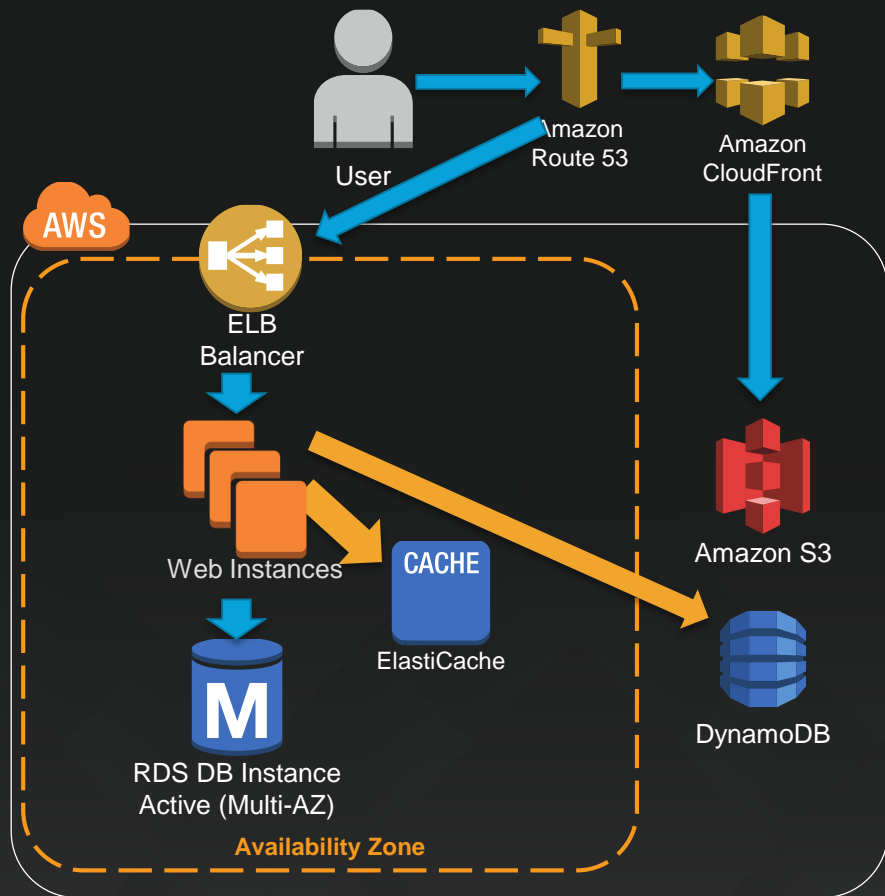 User
Amazon
Route 53
Amazon
CloudFront
AWS
ELB
Balancer
Web Instances
CACHE
ElastiCache
Amazon S3
DynamoDB
M
RDS DB Instance
Active (Multi-AZ)
Availability Zone